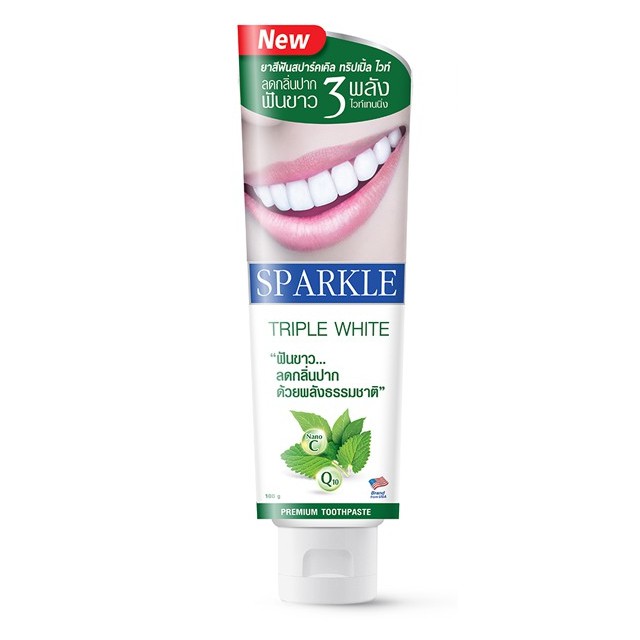 New
ยาสีฟันสปาร์คเคิล ทริปเปิ้ล ไวท์
ลดกลิ่นปาก
ฟันขาว
3 พลัง
ไวท์เทนนิ่ง
SPARKLE
TRIPLE WHITE
“ฟันขาว...
ลดกลิ่นปาก
ด้วยพลังธรรมชาติ”
Nano
C
Q10
Brand
from USA
PREMIUM TOOTHPASTE